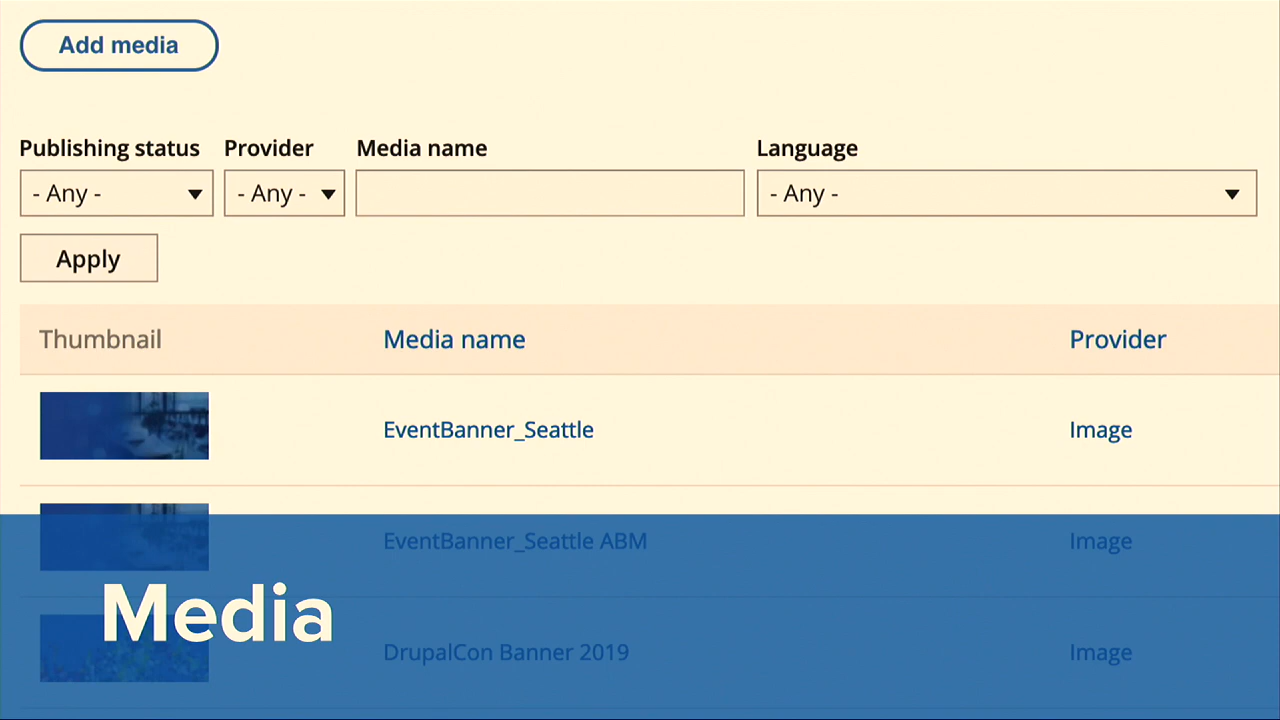 Add media
Publishing status Provider Media name Language
- Any - - Any - - Any -
Apply
Thumbnail Media name Provider
EventBanner_Seattle Image
EventBanner_Seattle ABM Image
Media
DrupalCon Banner 2019 Image